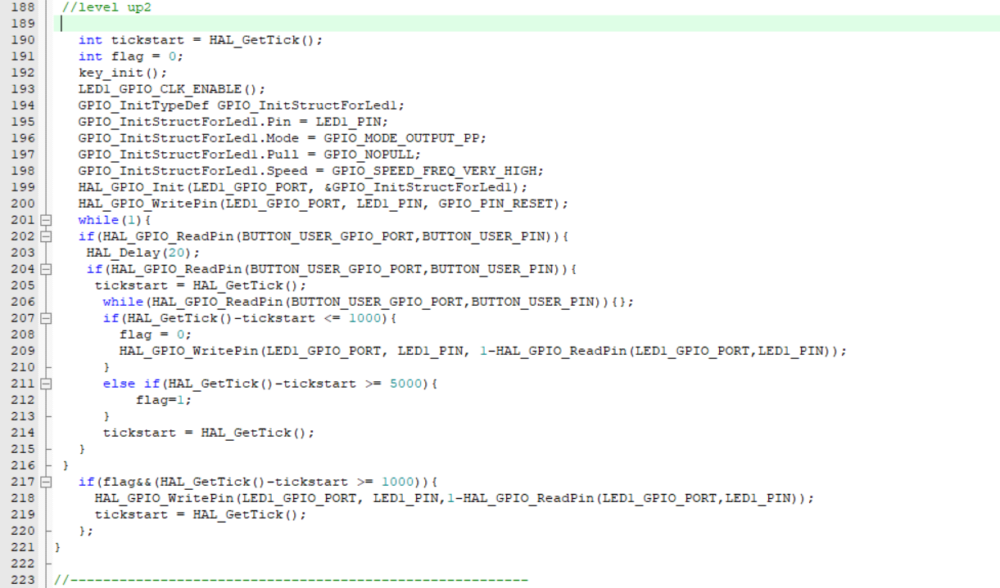 188 //level up2
189
190 int tickstart = HAL_GetTick();
191 int flag = 0;
192 key_init();
193 LED1_GPIO_CLK_ENABLE();
194 GPIO_InitTypeDef GPIO_InitStructForLed1;
195 GPIO_InitStructForLed1.Pin = LED1_PIN;
196 GPIO_InitStructForLed1.Mode = GPIO_MODE_OUTPUT_PP;
197 GPIO_InitStructForLed1.Pull = GPIO_NOPULL;
198 GPIO_InitStructForLed1.Speed = GPIO_SPEED_FREQ_VERY_HIGH;
199 HAL_GPIO_Init(LED1_GPIO_PORT, &GPIO_InitStructForLed1);
200 HAL_GPIO_WritePin(LED1_GPIO_PORT, LED1_PIN, GPIO_PIN_RESET);
201 while(1){
202 if(HAL_GPIO_ReadPin(BUTTON_USER_GPIO_PORT,BUTTON_USER_PIN)){
203 HAL_Delay(20);
204 if(HAL_GPIO_ReadPin(BUTTON_USER_GPIO_PORT,BUTTON_USER_PIN)){
205 tickstart = HAL_GetTick();
206 while(HAL_GPIO_ReadPin(BUTTON_USER_GPIO_PORT,BUTTON_USER_PIN)){};
207 if(HAL_GetTick()-tickstart <= 1000){
208 flag = 0;
209 HAL_GPIO_WritePin(LED1_GPIO_PORT, LED1_PIN, 1-HAL_GPIO_ReadPin(LED1_GPIO_PORT,LED1_PIN));
210 }
211 else if(HAL_GetTick()-tickstart >= 5000){
212 flag=1;
213 }
214 tickstart = HAL_GetTick();
215 }
216 }
217 if(flag&&(HAL_GetTick()-tickstart >= 1000)){
218 HAL_GPIO_WritePin(LED1_GPIO_PORT, LED1_PIN,1-HAL_GPIO_ReadPin(LED1_GPIO_PORT,LED1_PIN));
219 tickstart = HAL_GetTick();
220 };
221 }
222
223 //--------------------------------------------------------